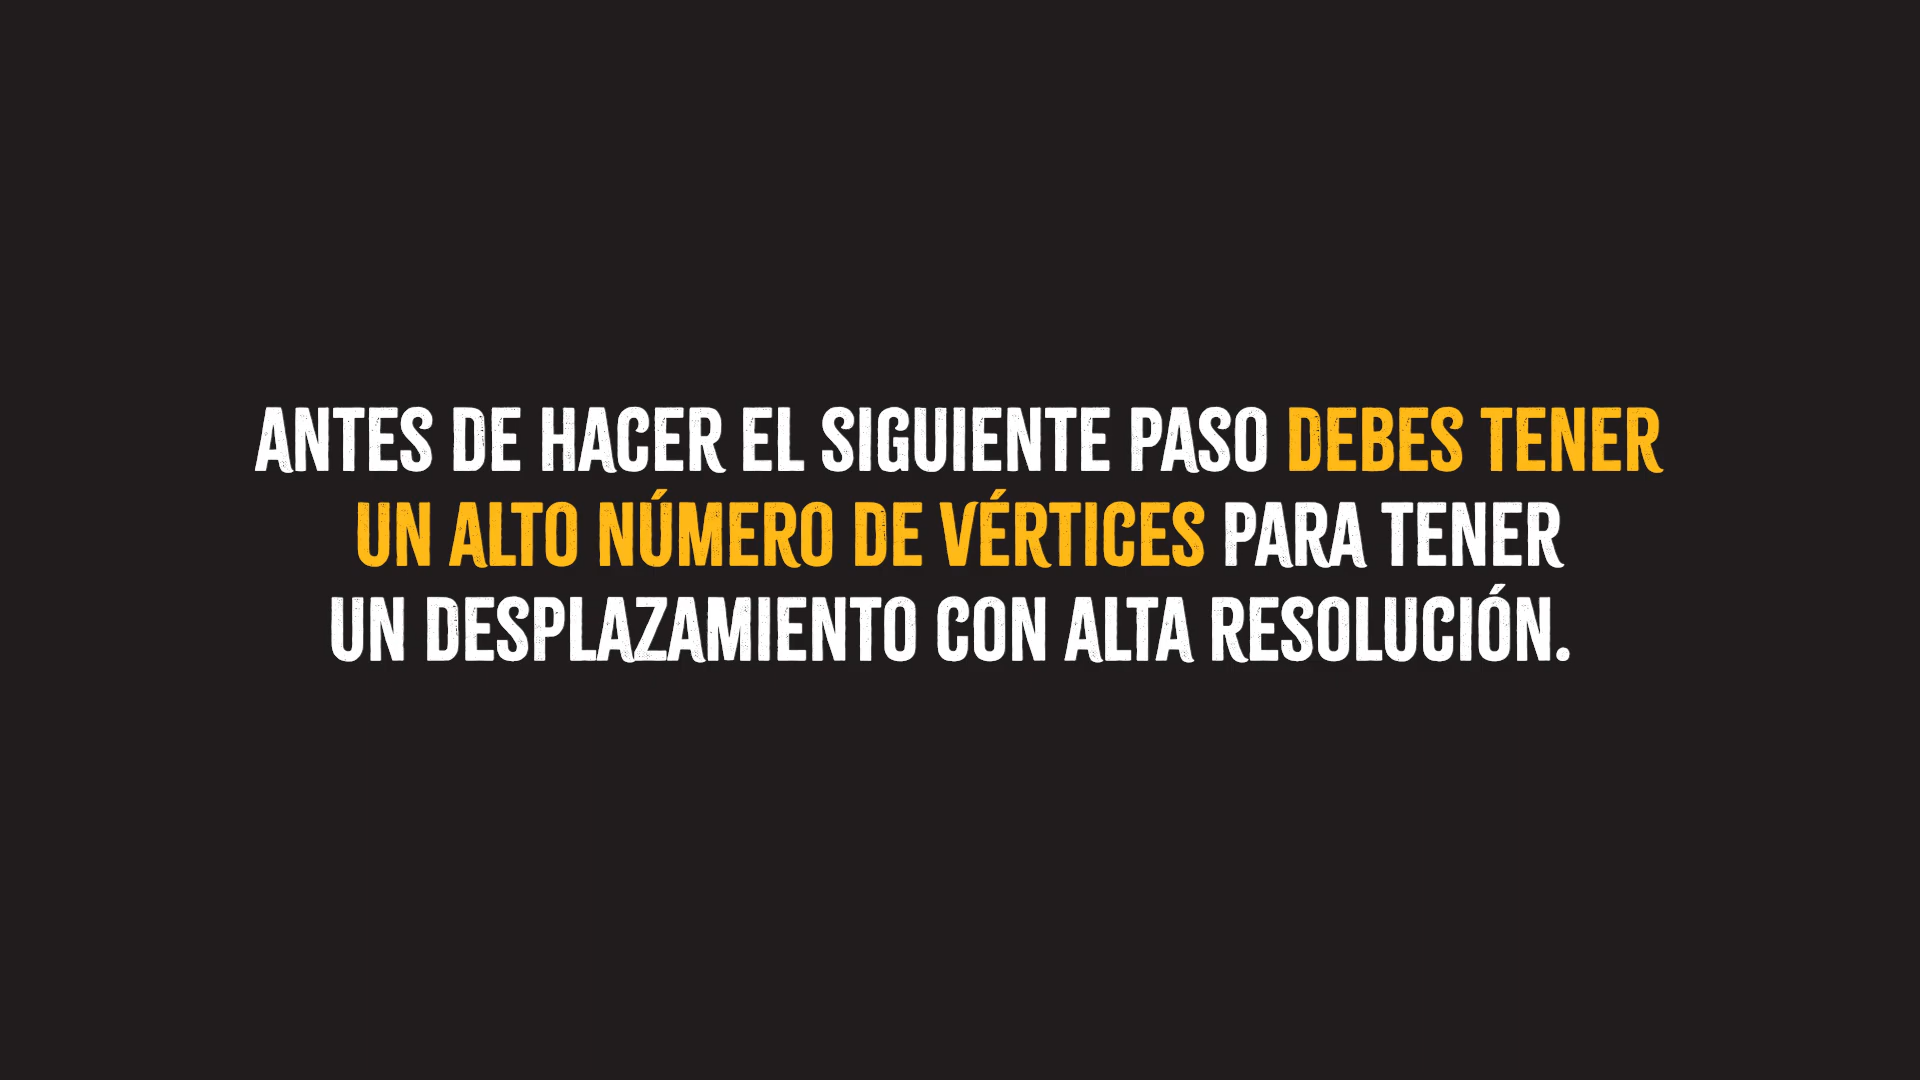 ANTES DE HACER EL SIGUIENTE PASO DEBES TENER
UN ALTO NÚMERO DE VÉRTICES PARA TENER
UN DESPLAZAMIENTO CON ALTA RESOLUCIÓN.